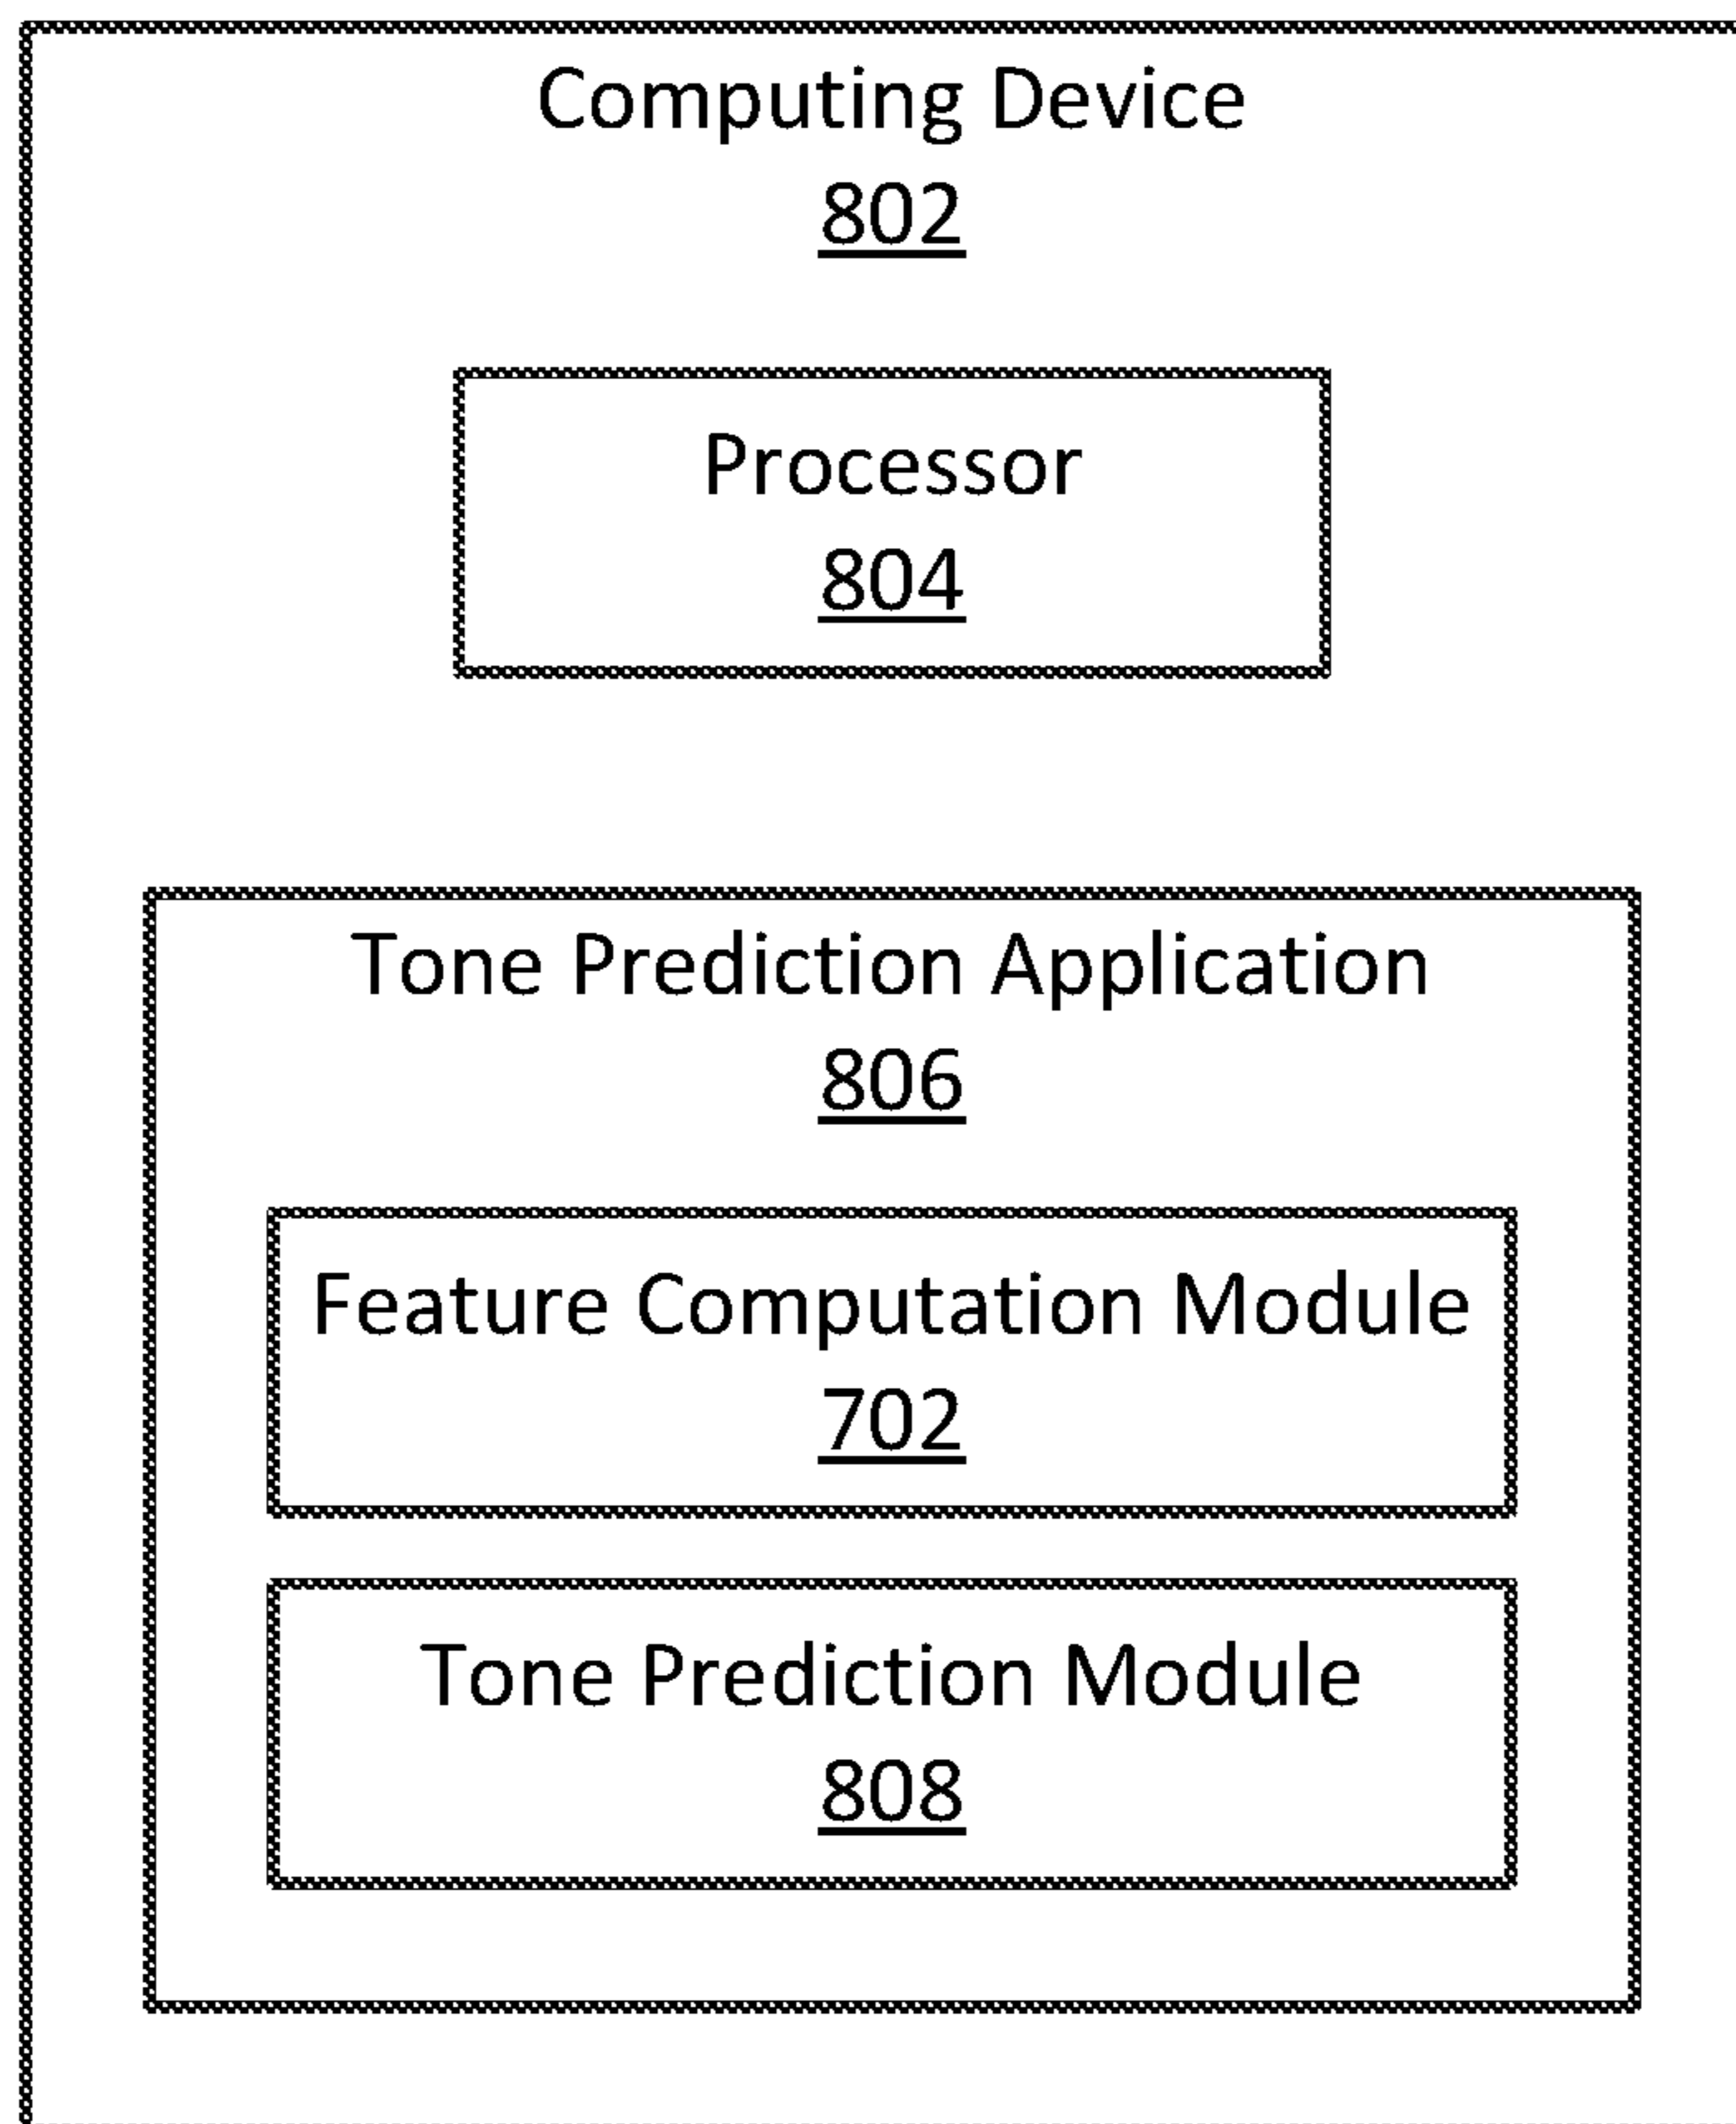 Computing Device
802
Processor
804
Tone Prediction Application
806
Feature Computation Module
702
Tone Prediction Module
808